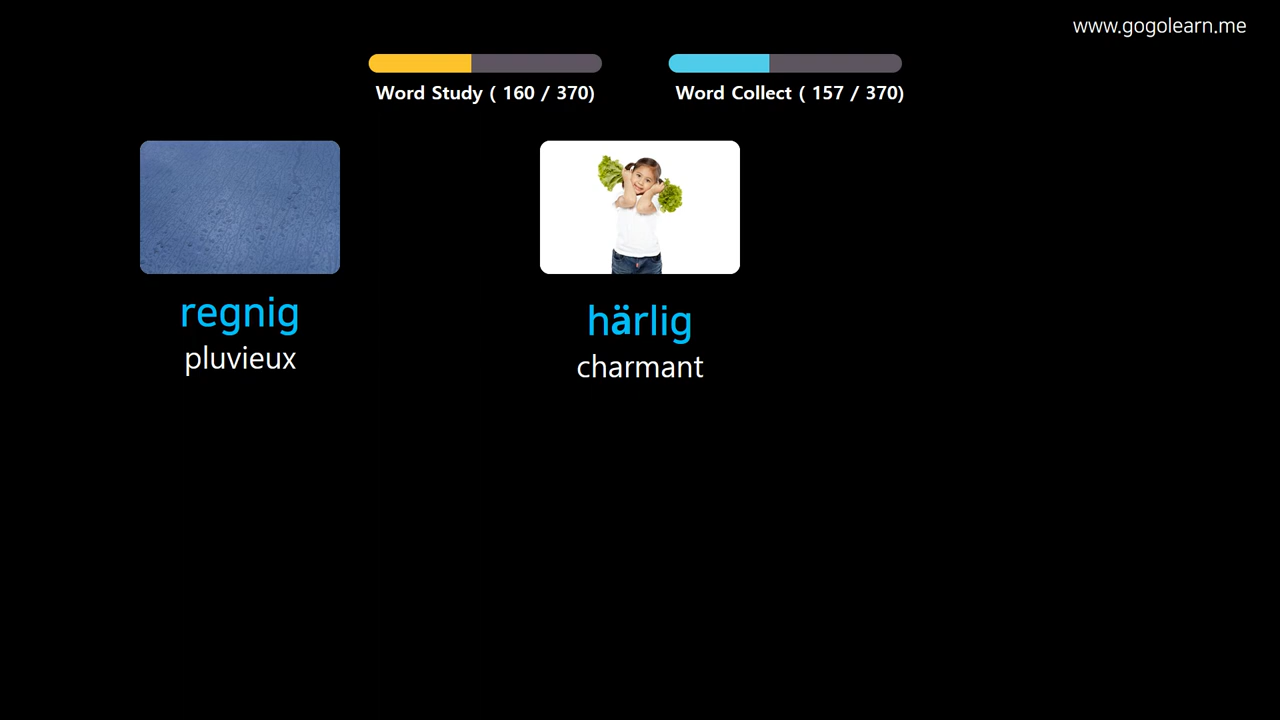 www.gogolearn.me
Word Study ( 160 / 370)
Word Collect ( 157 / 370)
regnig
pluvieux
härlig
charmant